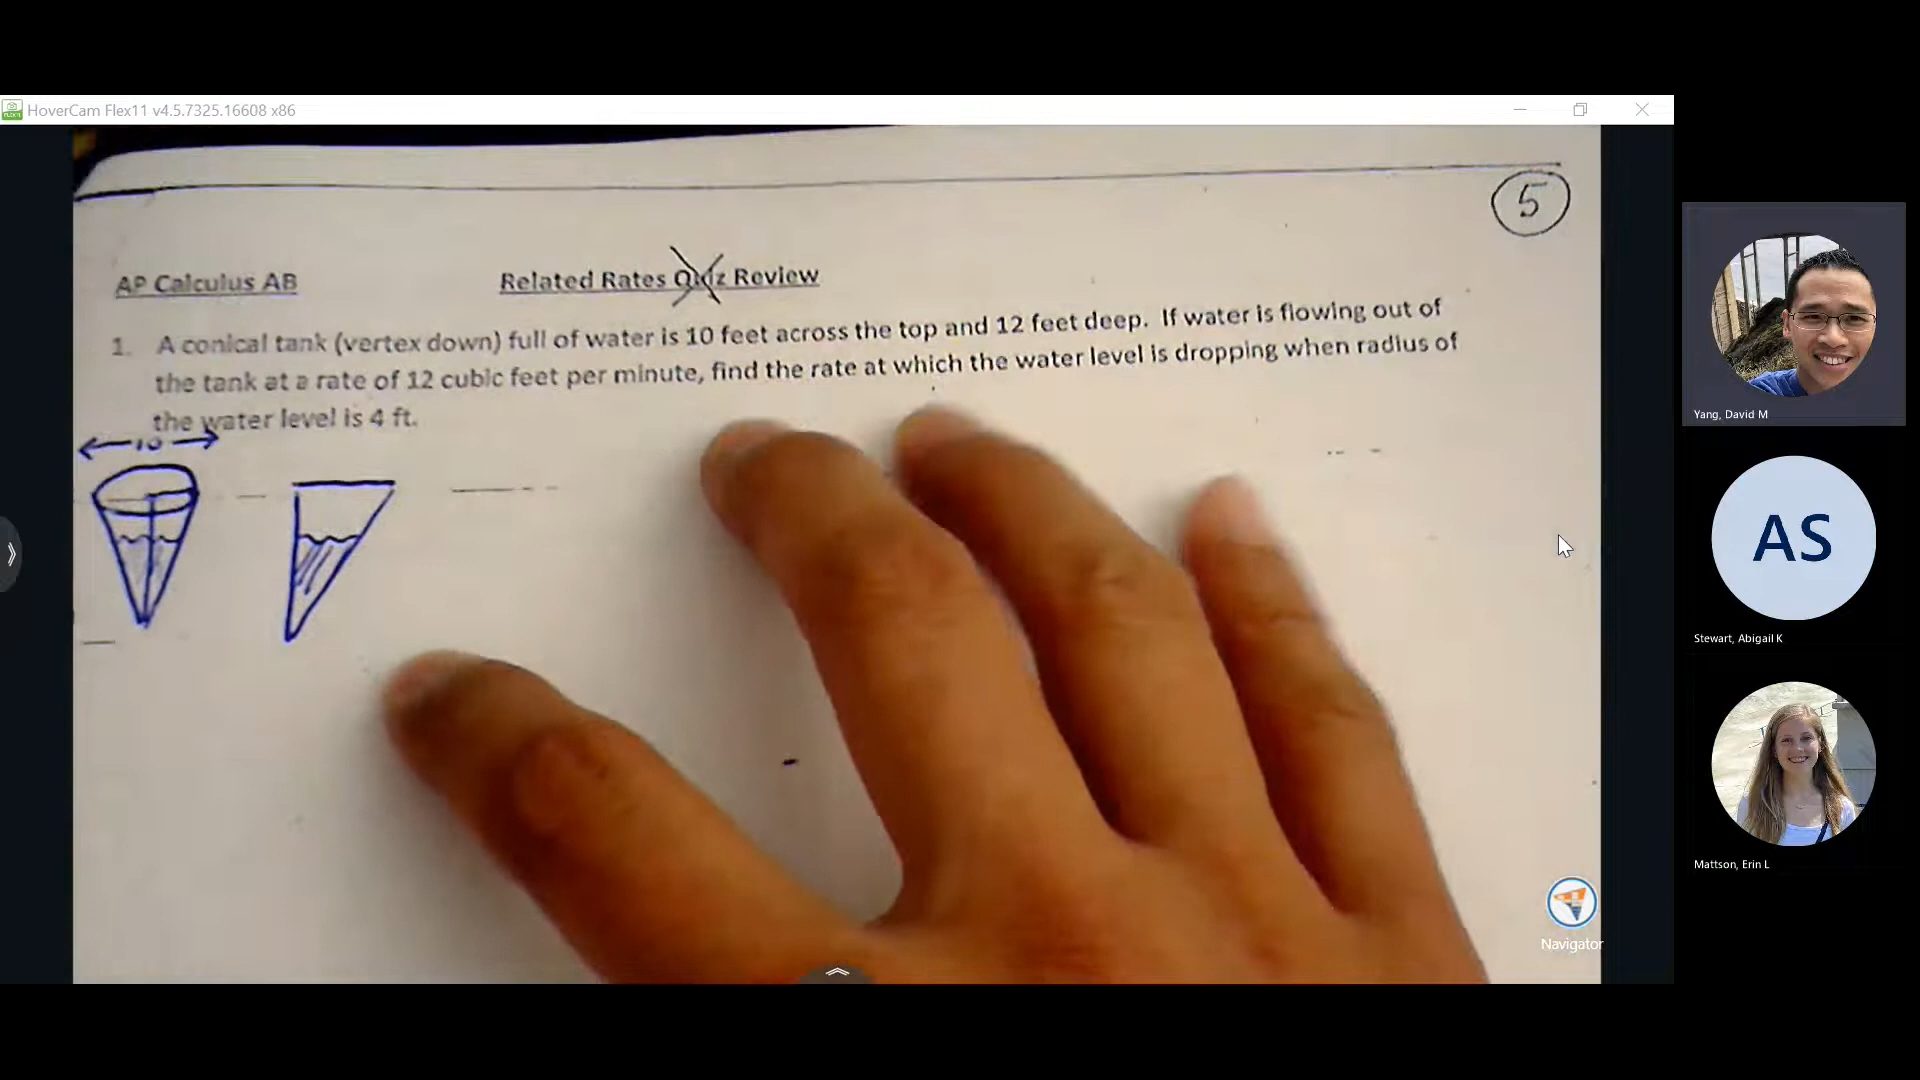 HoverCam Flex11 v4.5.7325.16608 x86
5
AP Calculus AB
Related Rates Quiz Review
1. A conical tank (vertex down) full of water is 10 feet across the top and 12 feet deep. If water is flowing out of
the tank at a rate of 12 cubic feet per minute, find the rate at which the water level is dropping when radius of
the water level is 4 ft.
10
Yang, David M
AS
Stewart, Abigail K
Mattson, Erin L
Navigator